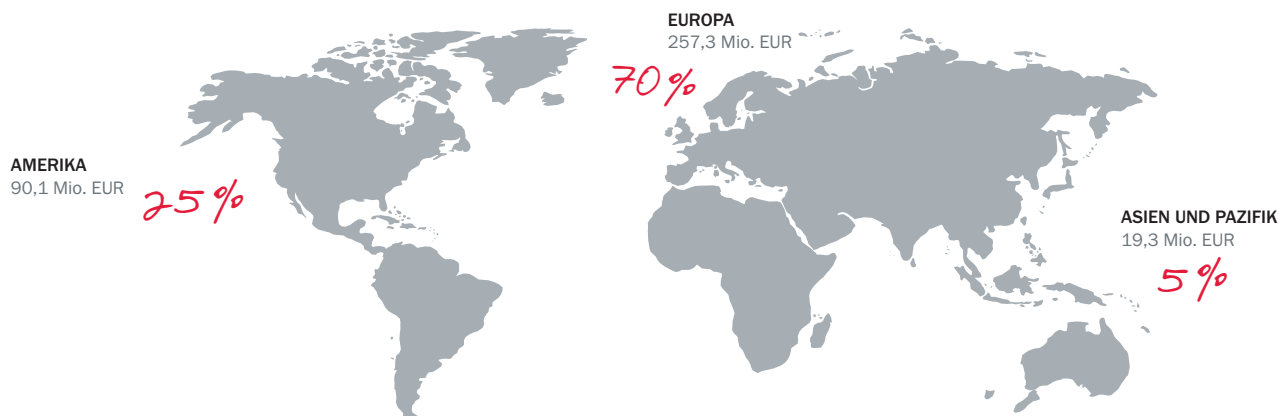 EUROPA
257,3 Mio. EUR
70%
AMERIKA
90,1 Mio. EUR
25%
ASIEN UND PAZIFIK
19,3 Mio. EUR
5%